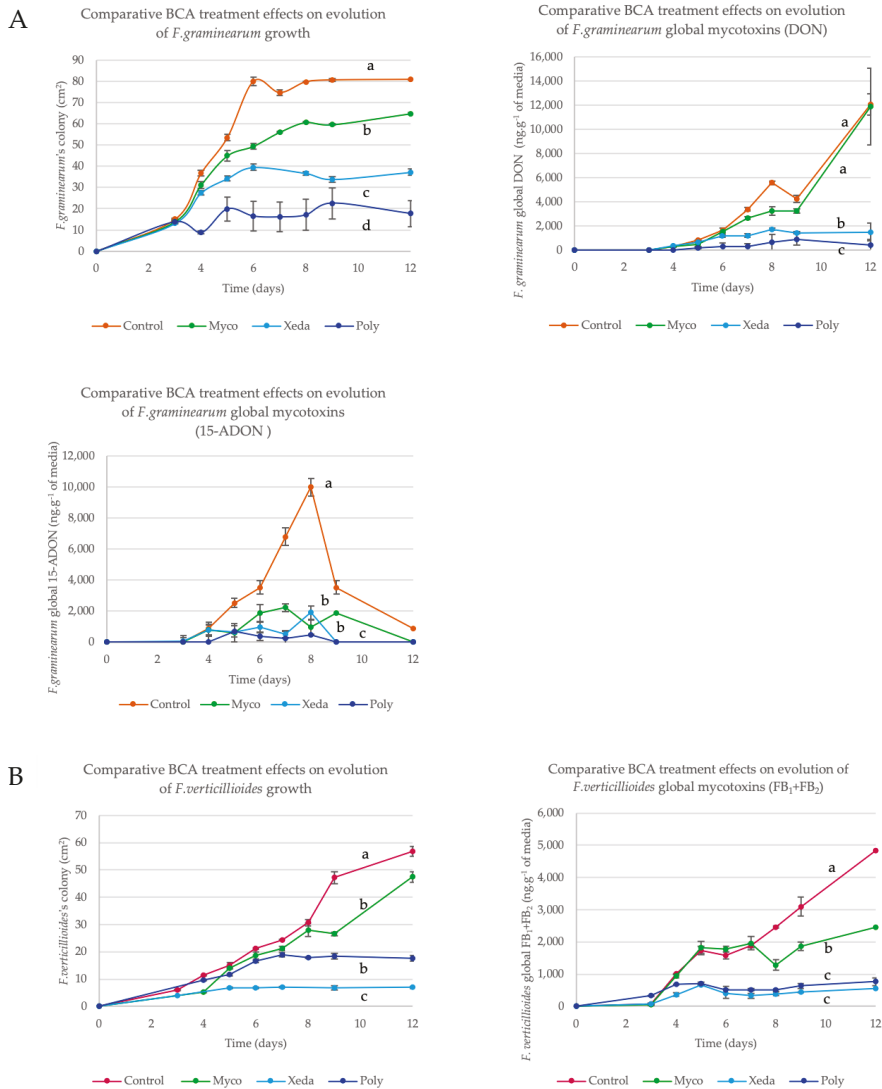 A
Comparative BCA treatment effects on evolution
of F.graminearum growth
F.graminearum's colony (cm²)
90
80
70
60
50
40
30
20
10
0
a
b
c
d
0 2 4 6 8 10 12
Time (days)
Control Myco Xeda Poly
Comparative BCA treatment effects on evolution
of F.graminearum global mycotoxins (DON)
F. graminearum global DON (ng.g⁻¹ of media)
16,000
14,000
12,000
10,000
8,000
6,000
4,000
2,000
0
a
a
b
c
0 2 4 6 8 10 12
Time (days)
Control Myco Xeda Poly
Comparative BCA treatment effects on evolution
of F.graminearum global mycotoxins
(15-ADON )
F.graminearum global 15-ADON (ng.g⁻¹ of media)
12,000
10,000
8,000
6,000
4,000
2,000
0
a
b
b c
0 2 4 6 8 10 12
Time (days)
Control Myco Xeda Poly
B
Comparative BCA treatment effects on evolution
of F.verticillioides growth
F.verticillioides's colony (cm²)
70
60
50
40
30
20
10
0
a
b
b
c
0 2 4 6 8 10 12
Time (days)
Control Myco Xeda Poly
Comparative BCA treatment effects on evolution of
F.verticillioides global mycotoxins (FB₁+FB₂)
F. verticillioides global FB₁+FB₂ (ng.g⁻¹ of media)
6,000
5,000
4,000
3,000
2,000
1,000
0
a
b
c
c
0 2 4 6 8 10 12
Time (days)
Control Myco Xeda Poly